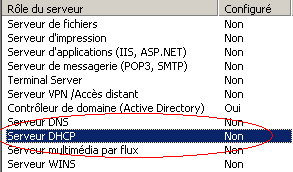 Rôle du serveur Configuré
Serveur de fichiers Non
Serveur d'impression Non
Serveur d'applications (IIS, ASP.NET) Non
Serveur de messagerie (POP3, SMTP) Non
Terminal Server Non
Serveur VPN /Accès distant Non
Contrôleur de domaine (Active Directory) Oui
Serveur DNS Non
Serveur DHCP Non
Serveur multimédia par flux Non
Serveur WINS Non